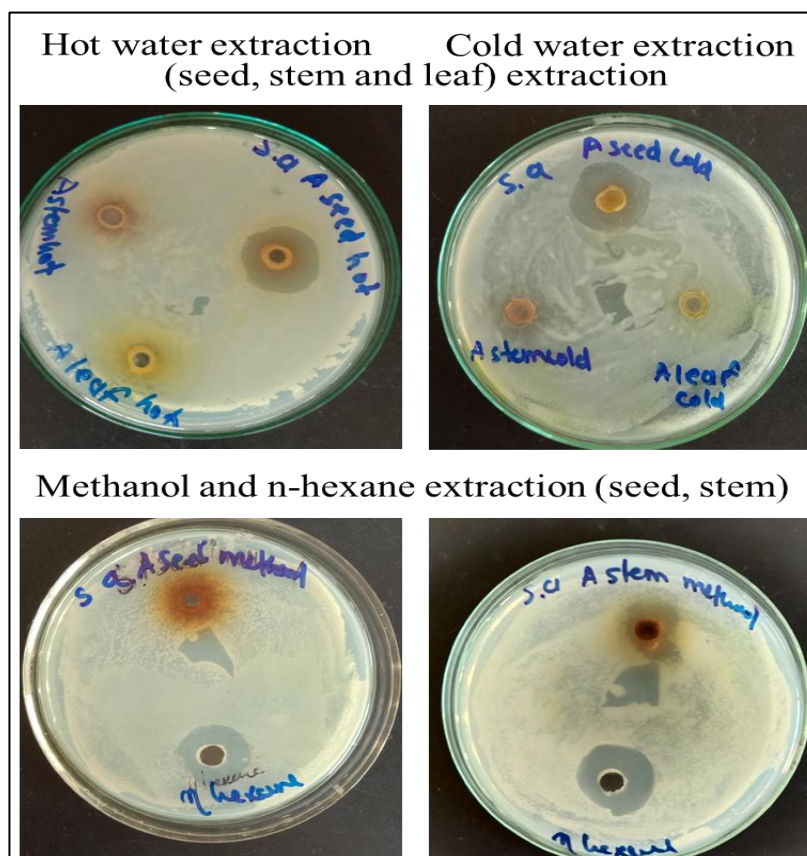 Hot water extraction
Cold water extraction
(seed, stem and leaf) extraction
S.a A seed hot
A stem hot
A leaf hot
S.a
A seed cold
A stem cold
A leaf cold
Methanol and n-hexane extraction (seed, stem)
S a A seed methanol
n hexane
n hexane
S.a A stem methanol
n hexane